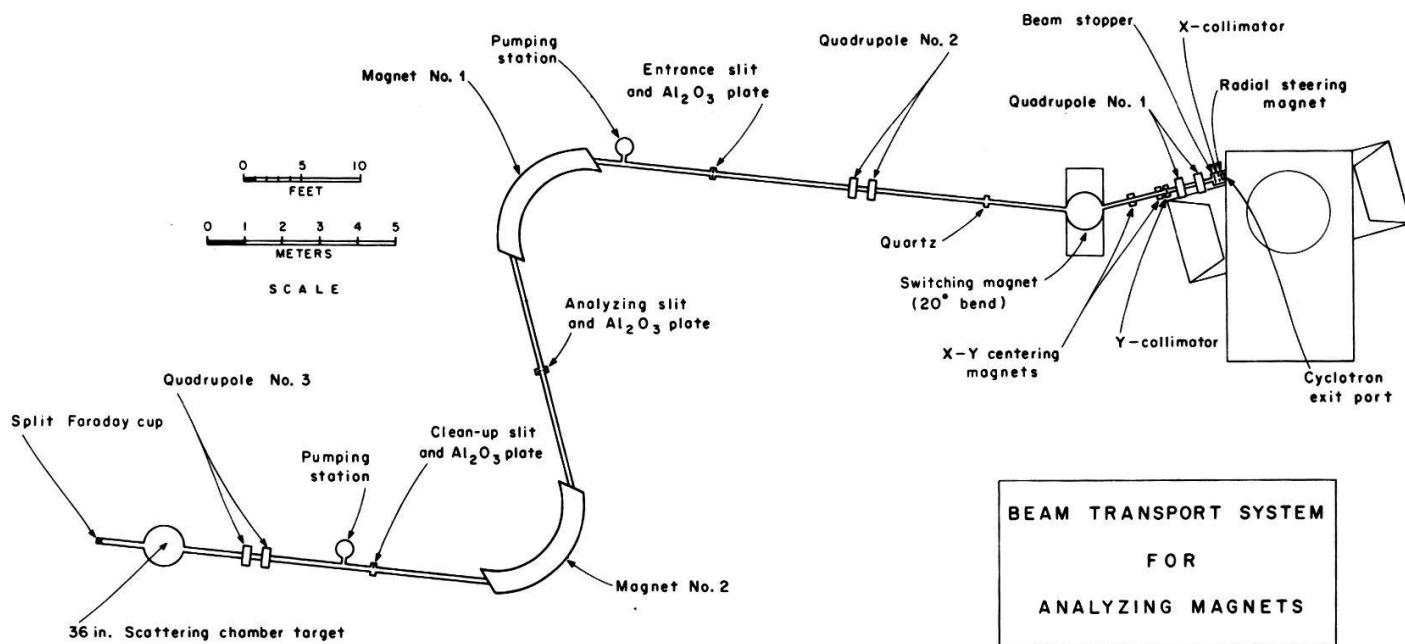 Beam stopper
X-collimator
Pumping
station
Quadrupole No. 2
Magnet No. 1
Entrance slit
and Al₂O₃ plate
Radial steering
magnet
Quadrupole No. 1
0 5 10
FEET
0 1 2 3 4 5
METERS
SCALE
Quartz
Switching magnet
(20° bend)
Analyzing slit
and Al₂O₃ plate
Y-collimator
X-Y centering
magnets
Cyclotron
exit port
Quadrupole No. 3
Split Faraday cup
Clean-up slit
and Al₂O₃ plate
Pumping
station
Magnet No. 2
36 in. Scattering chamber target
BEAM TRANSPORT SYSTEM
FOR
ANALYZING MAGNETS